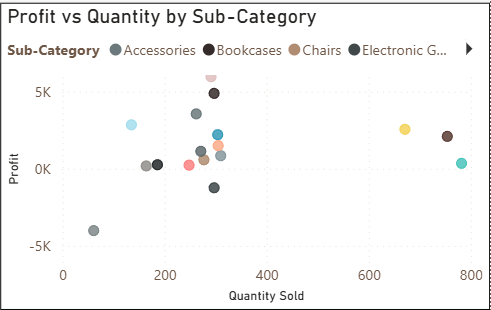 Profit vs Quantity by Sub-Category
Sub-Category Accessories Bookcases Chairs Electronic G...
5K
0K
-5K
Profit
0 200 400 600 800
Quantity Sold